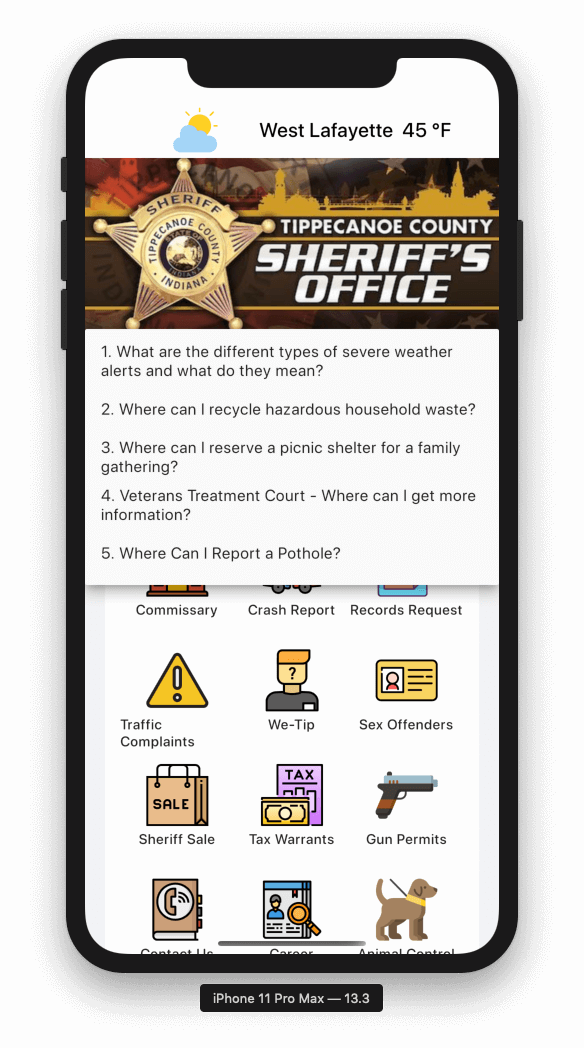 West Lafayette 45 °F
SHERIFF
TIPPECANOE COUNTY
INDIANA
TIPPECANOE COUNTY
SHERIFF'S
OFFICE
1. What are the different types of severe weather
alerts and what do they mean?
2. Where can I recycle hazardous household waste?
3. Where can I reserve a picnic shelter for a family
gathering?
4. Veterans Treatment Court - Where can I get more
information?
5. Where Can I Report a Pothole?
Commissary Crash Report Records Request
?
Traffic
Complaints
We-Tip Sex Offenders
SALE
TAX
Sheriff Sale Tax Warrants Gun Permits
Contact Us Career Animal Control
iPhone 11 Pro Max — 13.3